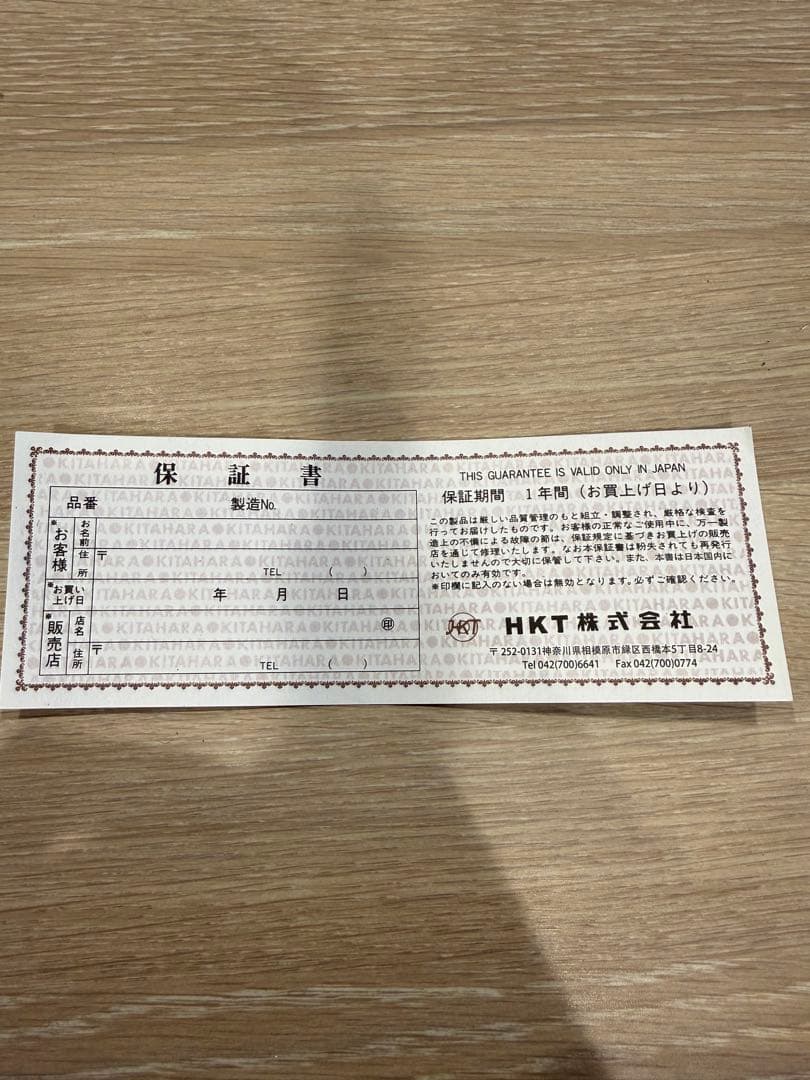 保証書
品番 製造No.
※お客様
お名前
住所 〒
TEL ( )
※お買い上げ日 年 月 日
※販売店
店名 ㊞
住所 〒
TEL ( )
THIS GUARANTEE IS VALID ONLY IN JAPAN
保証期間 1年間(お買上げ日より)
この製品は厳しい品質管理のもと組立・調整され、厳格な検査を
行ってお届けしたものです。お客様の正常なご使用中に、万一製
造上の不備による故障の節は、保証規定に基づきお買上げの販売
店を通じて修理いたします。なお本保証書は紛失されても再発行
いたしませんので大切に保管して下さい。また、本書は日本国内に
おいてのみ有効です。
※印欄に記入のない場合は無効となります。必ずご確認ください。
HKT HKT株式会社
〒252-0131神奈川県相模原市緑区西橋本5丁目8-24
Tel 042(700)6641 Fax 042(700)0774
KITAHARA